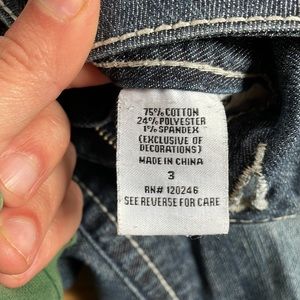 75% COTTON
24% POLYESTER
1% SPANDEX
(EXCLUSIVE OF
DECORATIONS)
MADE IN CHINA
3
RN# 120246
SEE REVERSE FOR CARE